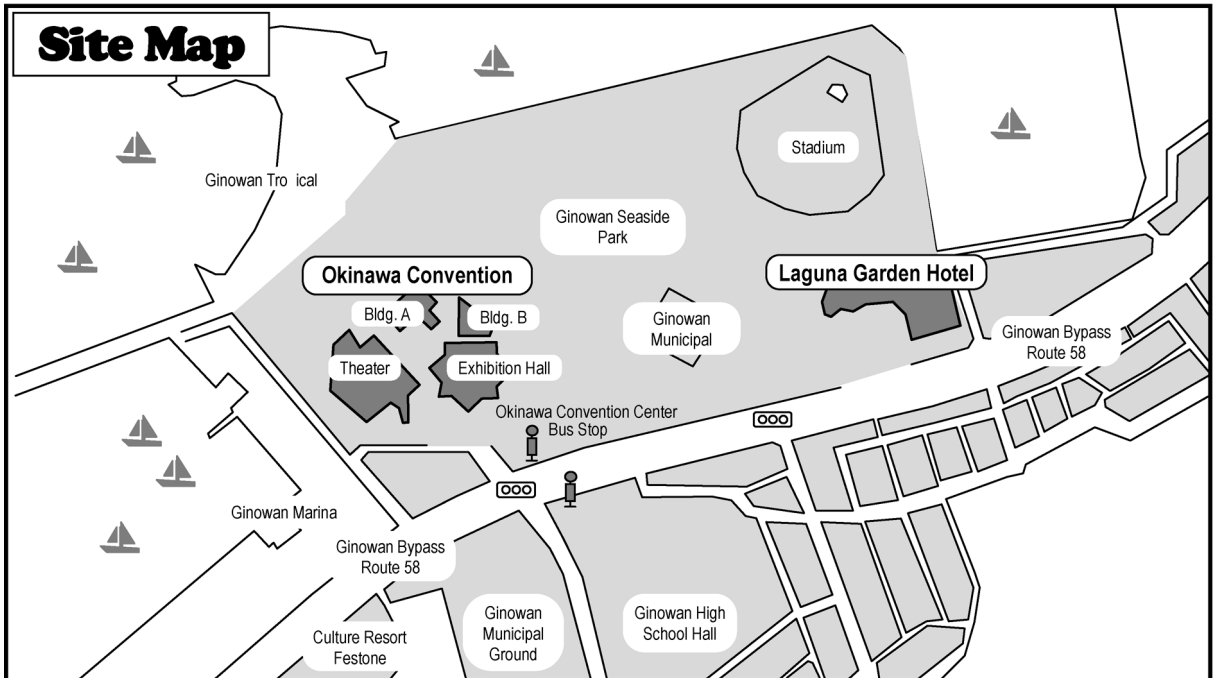 Site Map
Stadium
Ginowan Tro ical
Ginowan Seaside
Park
Okinawa Convention
Laguna Garden Hotel
Bldg. A
Bldg. B
Ginowan
Municipal
Ginowan Bypass
Route 58
Theater
Exhibition Hall
Okinawa Convention Center
Bus Stop
Ginowan Marina
Ginowan Bypass
Route 58
Ginowan
Municipal
Ground
Ginowan High
School Hall
Culture Resort
Festone